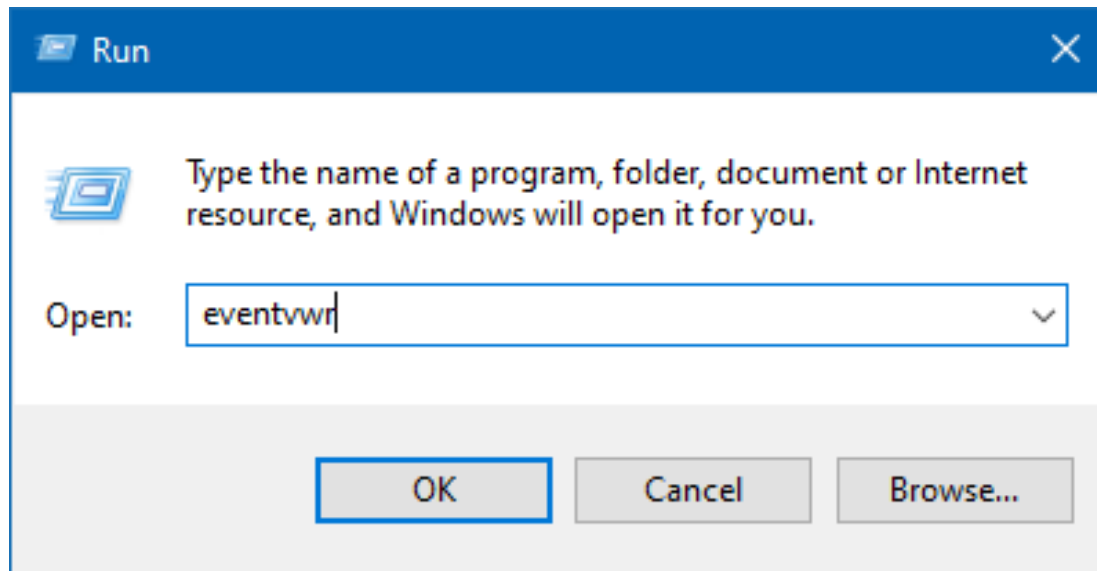 Run
Type the name of a program, folder, document or Internet
resource, and Windows will open it for you.
Open: eventvwr
OK Cancel Browse...